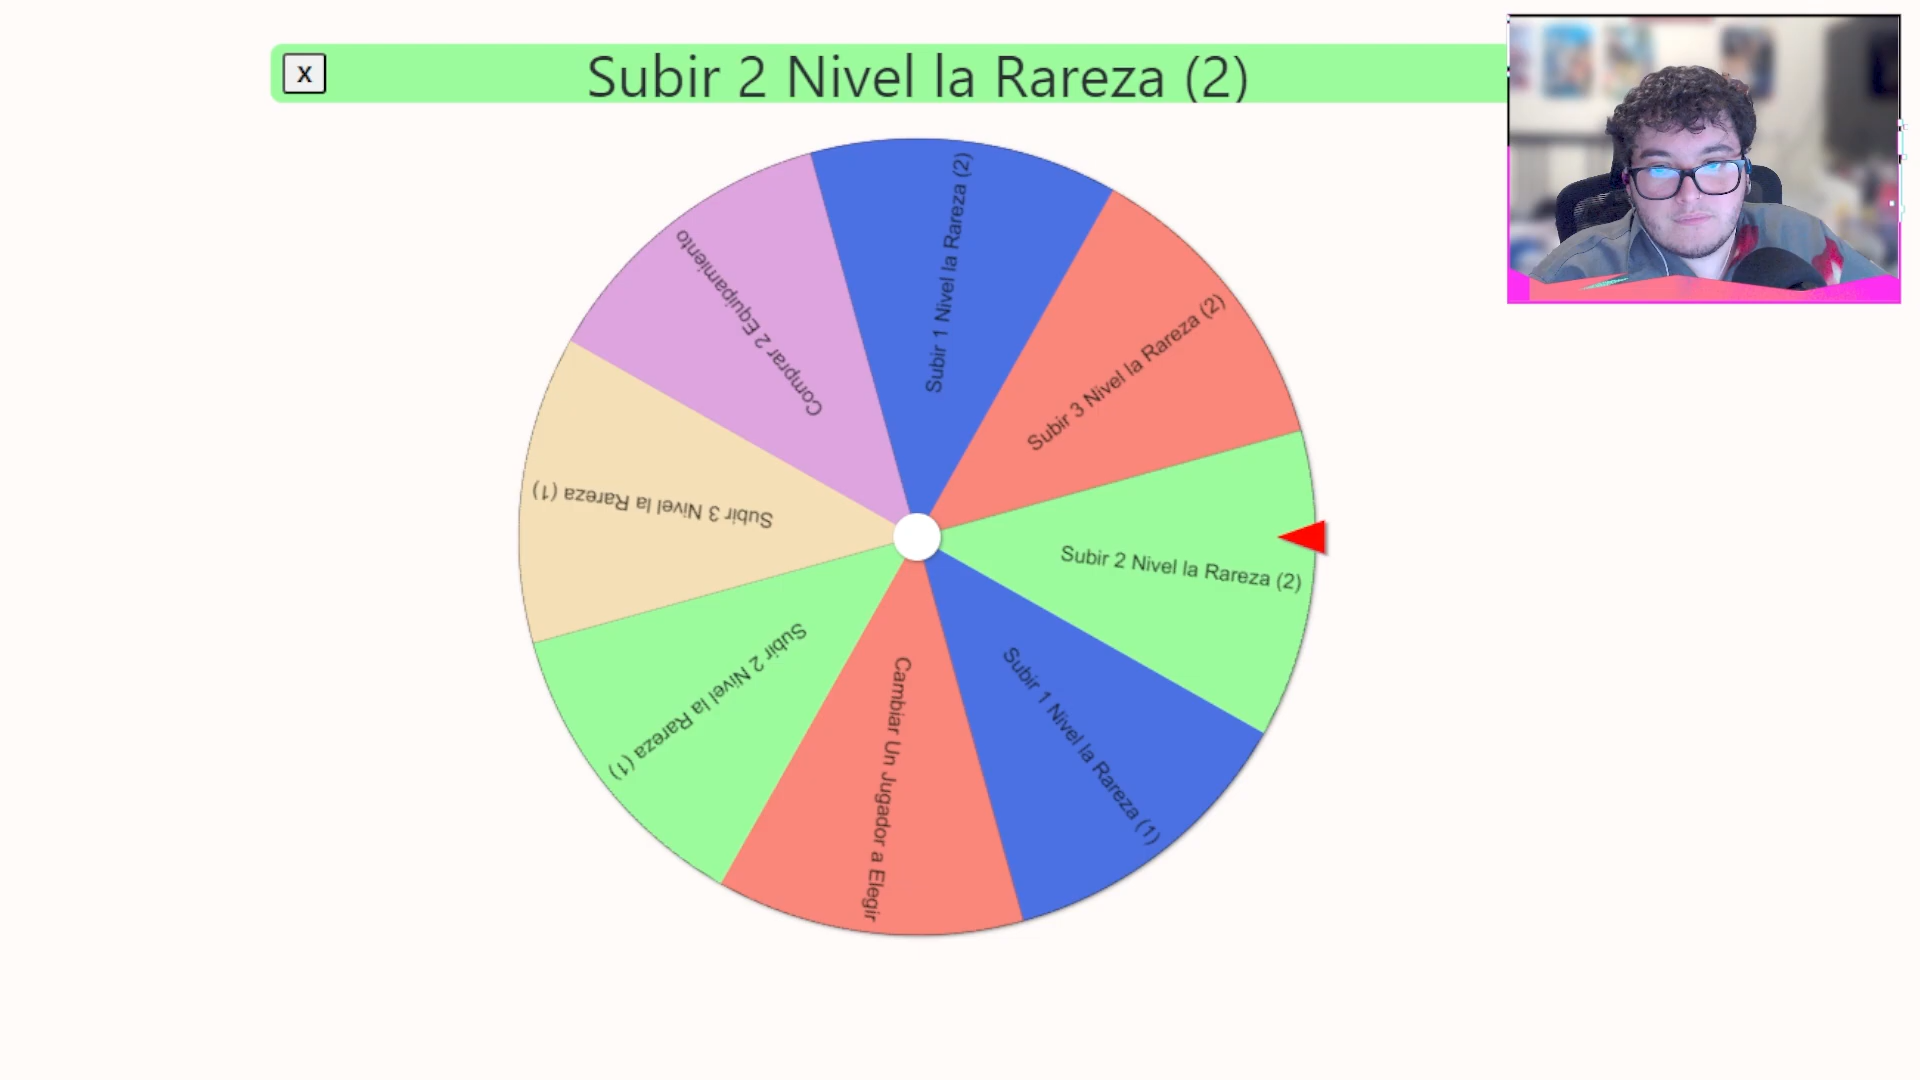 X
Subir 2 Nivel la Rareza (2)
Subir 1 Nivel la Rareza (2)
Subir 3 Nivel la Rareza (2)
Subir 2 Nivel la Rareza (2)
Subir 1 Nivel la Rareza (1)
Cambiar Un Jugador a Elegir
Subir 2 Nivel la Rareza (1)
Subir 3 Nivel la Rareza (1)
Comprar 2 Equipamiento